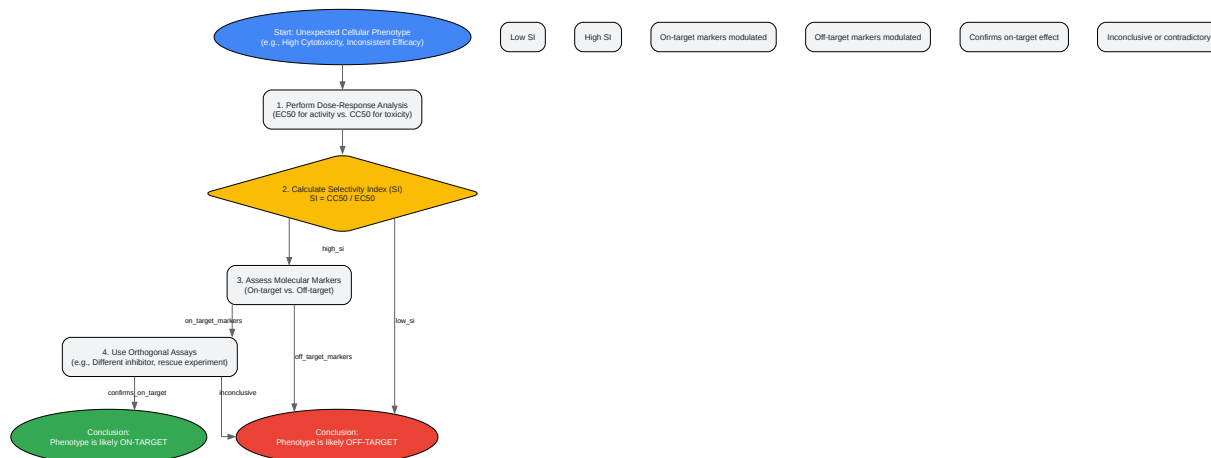 Start: Unexpected Cellular Phenotype
(e.g., High Cytotoxicity, Inconsistent Efficacy)
Low SI
High SI
On-target markers modulated
Off-target markers modulated
Confirms on-target effect
Inconclusive or contradictory
1. Perform Dose-Response Analysis
(EC50 for activity vs. CC50 for toxicity)
2. Calculate Selectivity Index (SI)
SI = CC50 / EC50
high_si
3. Assess Molecular Markers
(On-target vs. Off-target)
on_target_markers
low_si
4. Use Orthogonal Assays
(e.g., Different inhibitor, rescue experiment)
off_target_markers
confirms_on_target
inconclusive
Conclusion:
Phenotype is likely ON-TARGET
Conclusion:
Phenotype is likely OFF-TARGET